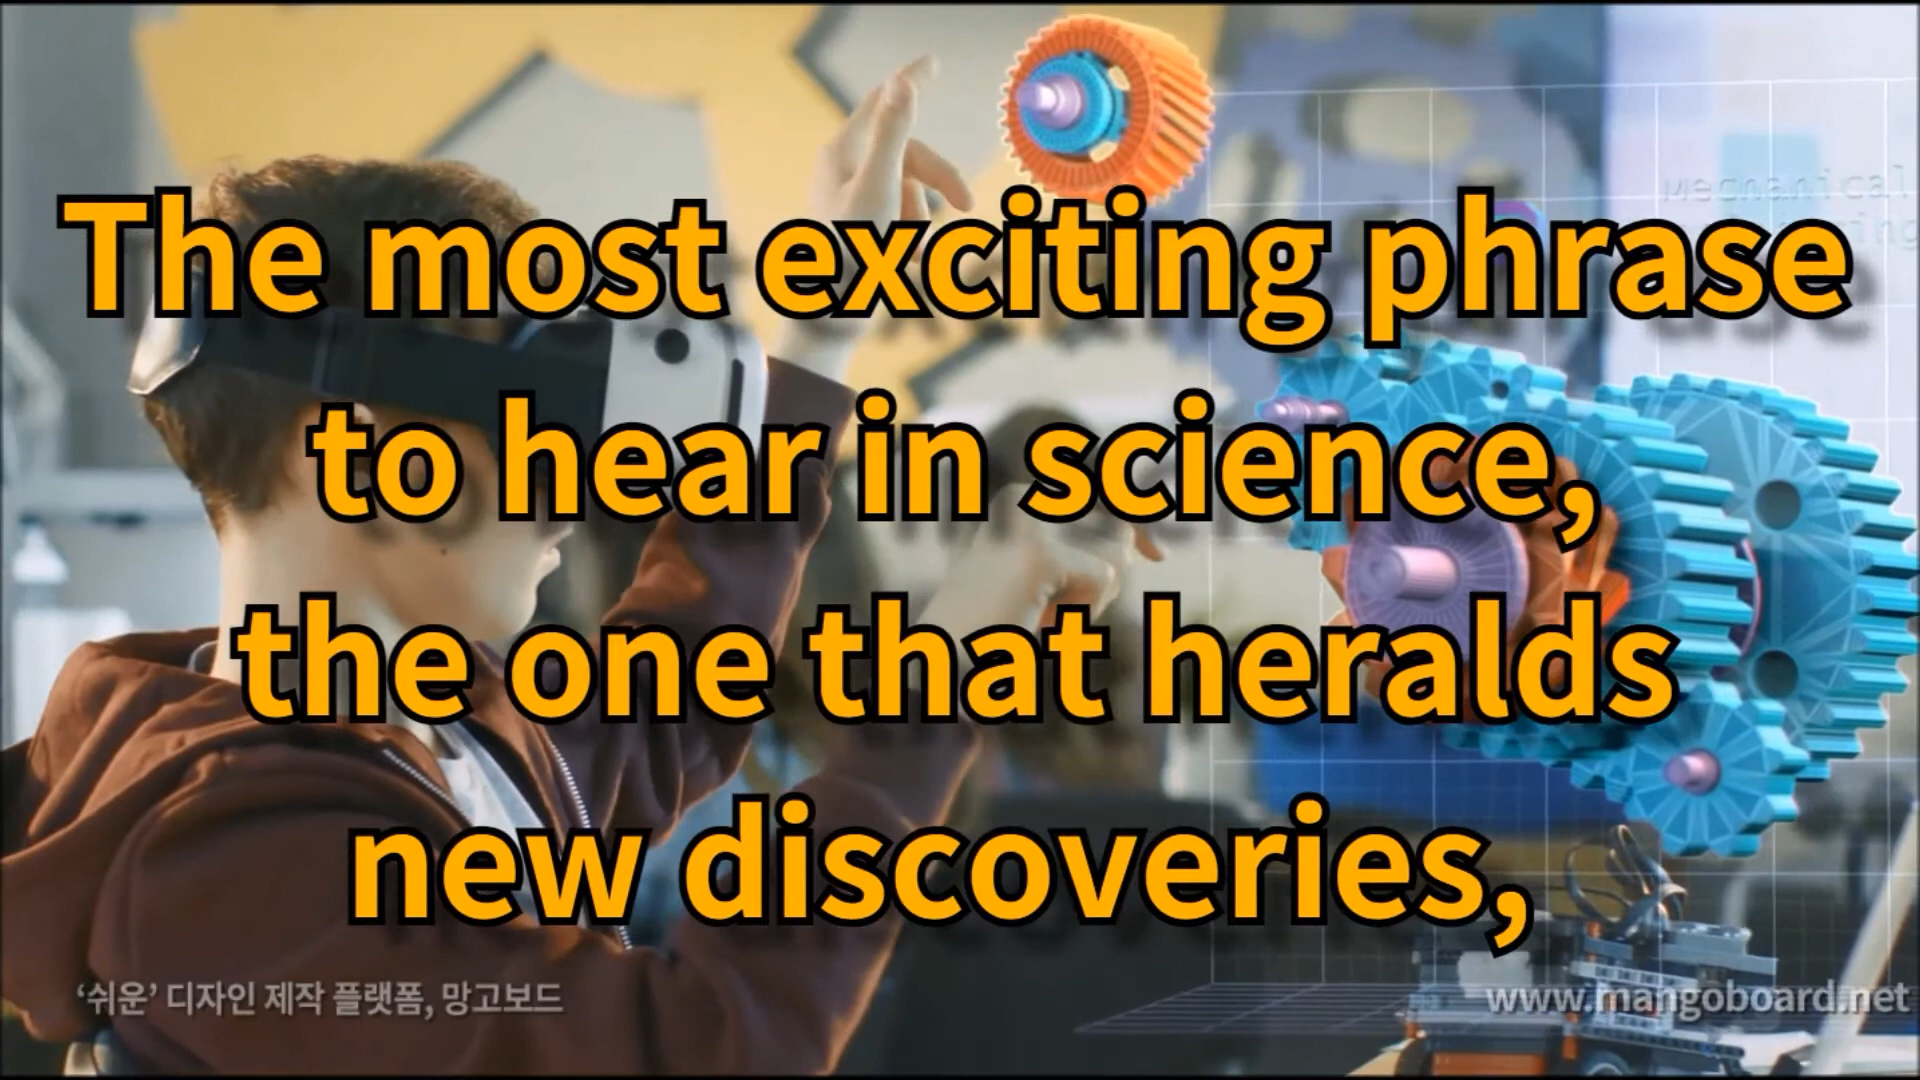 Mechanical
The most exciting phrase
to hear in science,
the one that heralds
new discoveries,
‘쉬운’ 디자인 제작 플랫폼, 망고보드
www.mangoboard.net